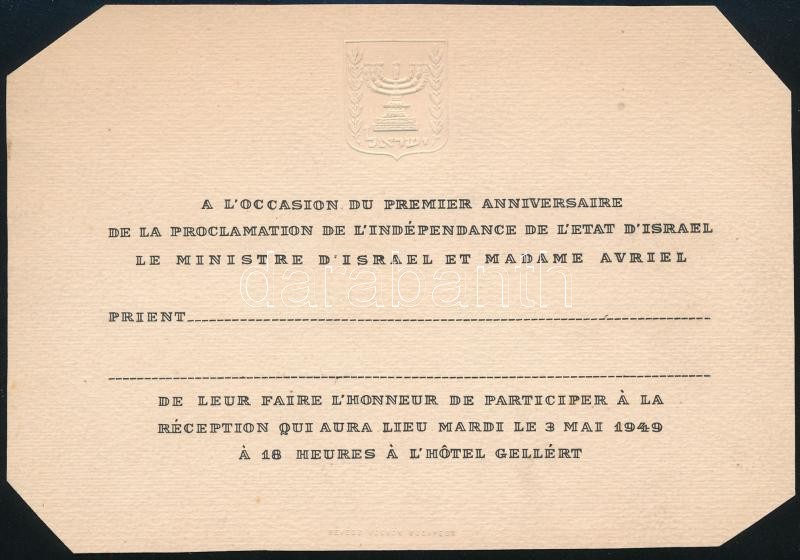 ישראל
A L'OCCASION DU PREMIER ANNIVERSAIRE
DE LA PROCLAMATION DE L'INDÉPENDANCE DE L'ETAT D'ISRAEL
LE MINISTRE D'ISRAEL ET MADAME AVRIEL
darabanth
PRIENT
DE LEUR FAIRE L'HONNEUR DE PARTICIPER À LA
RÉCEPTION QUI AURA LIEU MARDI LE 3 MAI 1949
À 18 HEURES À L'HÔTEL GELLÉRT